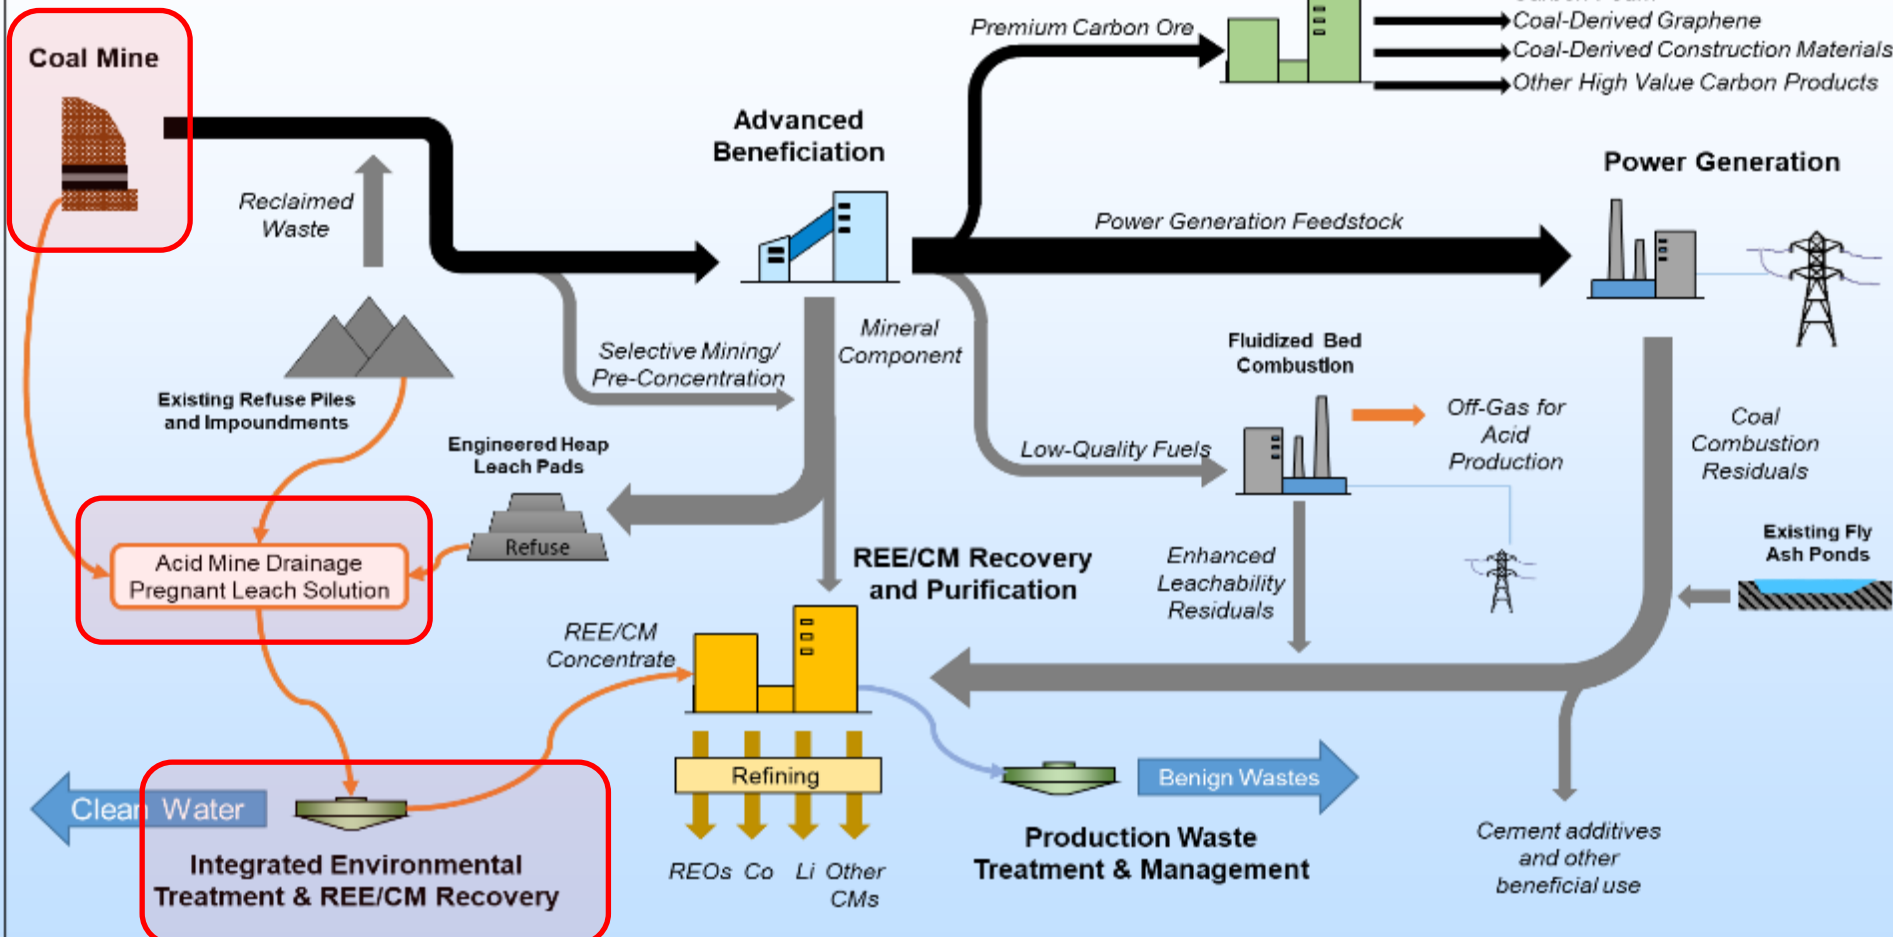 Coal Mine
Premium Carbon Ore
Coal-Derived Graphene
Coal-Derived Construction Materials
Other High Value Carbon Products
Advanced
Beneficiation
Power Generation
Reclaimed
Waste
Power Generation Feedstock
Mineral
Component
Selective Mining/
Pre-Concentration
Fluidized Bed
Combustion
Existing Refuse Piles
and Impoundments
Off-Gas for
Acid
Production
Coal
Combustion
Residuals
Engineered Heap
Leach Pads
Low-Quality Fuels
Refuse
Existing Fly
Ash Ponds
Acid Mine Drainage
Pregnant Leach Solution
REE/CM Recovery
and Purification
Enhanced
Leachability
Residuals
REE/CM
Concentrate
Refining
Benign Wastes
Clean Water
Integrated Environmental
Treatment & REE/CM Recovery
REOs Co Li Other
CMs
Production Waste
Treatment & Management
Cement additives
and other
beneficial use